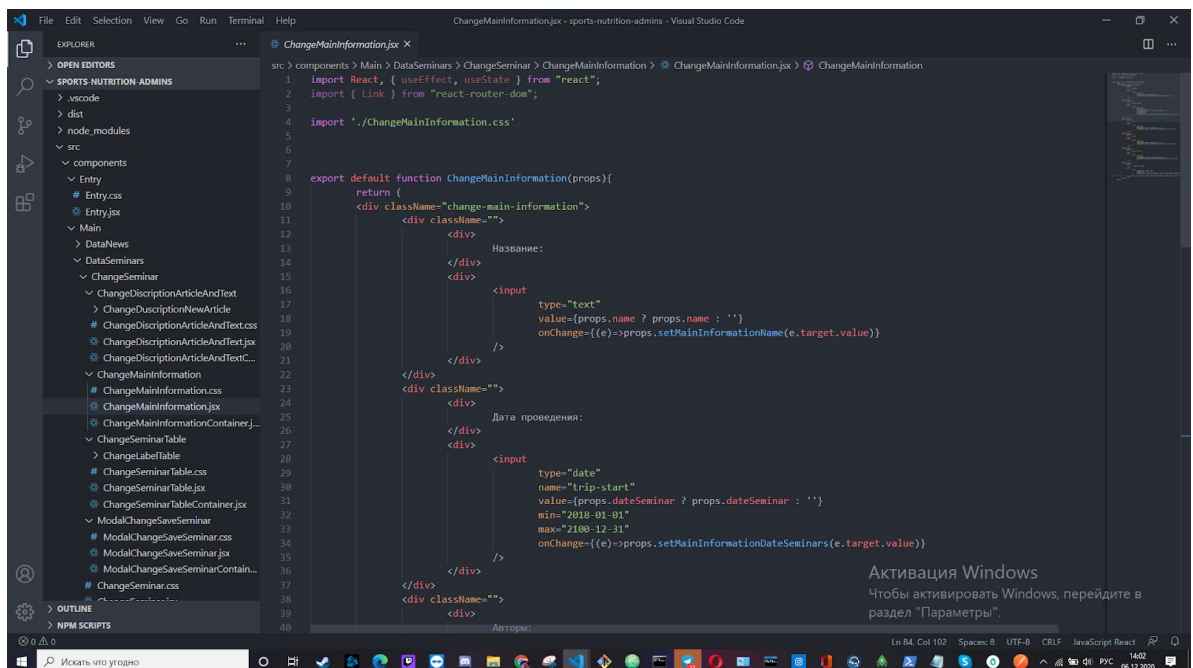 File Edit Selection View Go Run Terminal Help
ChangeMainInformation.jsx - sports-nutrition-admins - Visual Studio Code
EXPLORER
OPEN EDITORS
SPORTS-NUTRITION-ADMINS
.vscode
dist
node_modules
src
components
Entry
# Entry.css
Entry.jsx
Main
DataNews
DataSeminars
ChangeSeminar
ChangeDiscriptionArticleAndText
ChangeDuscriptionNewArticle
# ChangeDiscriptionArticleAndText.css
ChangeDiscriptionArticleAndText.jsx
ChangeDiscriptionArticleAndTextC...
ChangeMainInformation
# ChangeMainInformation.css
ChangeMainInformation.jsx
ChangeMainInformationContainer.j...
ChangeSeminarTable
ChangeLabelTable
# ChangeSeminarTable.css
ChangeSeminarTable.jsx
ChangeSeminarTableContainer.jsx
ModalChangeSaveSeminar
# ModalChangeSaveSeminar.css
ModalChangeSaveSeminar.jsx
ModalChangeSaveSeminarContain...
# ChangeSeminar.css
OUTLINE
NPM SCRIPTS
ChangeMainInformation.jsx
src > components > Main > DataSeminars > ChangeSeminar > ChangeMainInformation > ChangeMainInformation.jsx > ChangeMainInformation
1 import React, { useEffect, useState } from "react";
2 import { Link } from "react-router-dom";
3
4 import './ChangeMainInformation.css'
5
6
7
8 export default function ChangeMainInformation(props){
9 return (
10 <div className="change-main-information">
11 <div className="">
12 <div>
13 Название:
14 </div>
15 <div>
16 <input
17 type="text"
18 value={props.name ? props.name : ''}
19 onChange={(e)=>props.setMainInformationName(e.target.value)}
20 />
21 </div>
22 </div>
23 <div className="">
24 <div>
25 Дата проведения:
26 </div>
27 <div>
28 <input
29 type="date"
30 name="trip-start"
31 value={props.dateSeminar ? props.dateSeminar : ''}
32 min="2018-01-01"
33 max="2100-12-31"
34 onChange={(e)=>props.setMainInformationDateSeminars(e.target.value)}
35 />
36 </div>
37 </div>
38 <div className="">
39 <div>
40 Авторы:
Активация Windows
Чтобы активировать Windows, перейдите в
раздел "Параметры".
0 0
Ln 84, Col 102 Spaces: 8 UTF-8 CRLF JavaScript React
Искать что угодно
РУС
14:02
06.12.2020